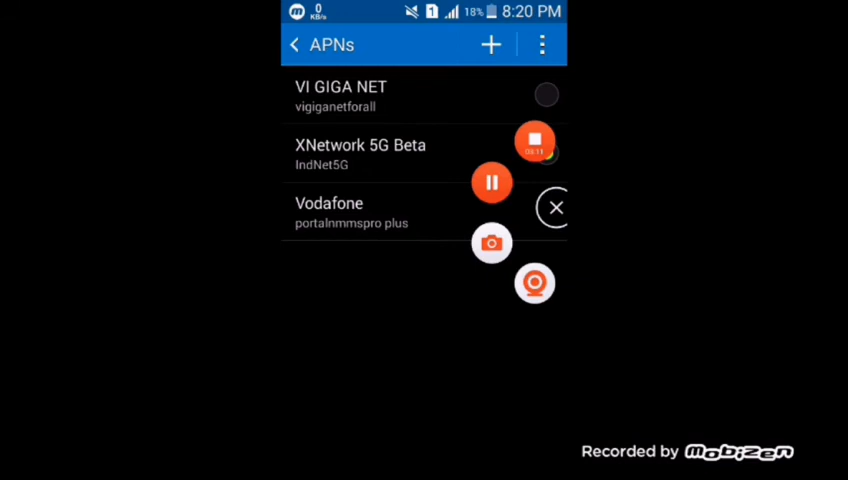 0 KB/s 1 18% 8:20 PM
APNs
VI GIGA NET
vigiganetforall
XNetwork 5G Beta
IndNet5G
Vodafone
portalnmmspro plus
Recorded by MOBIZEN